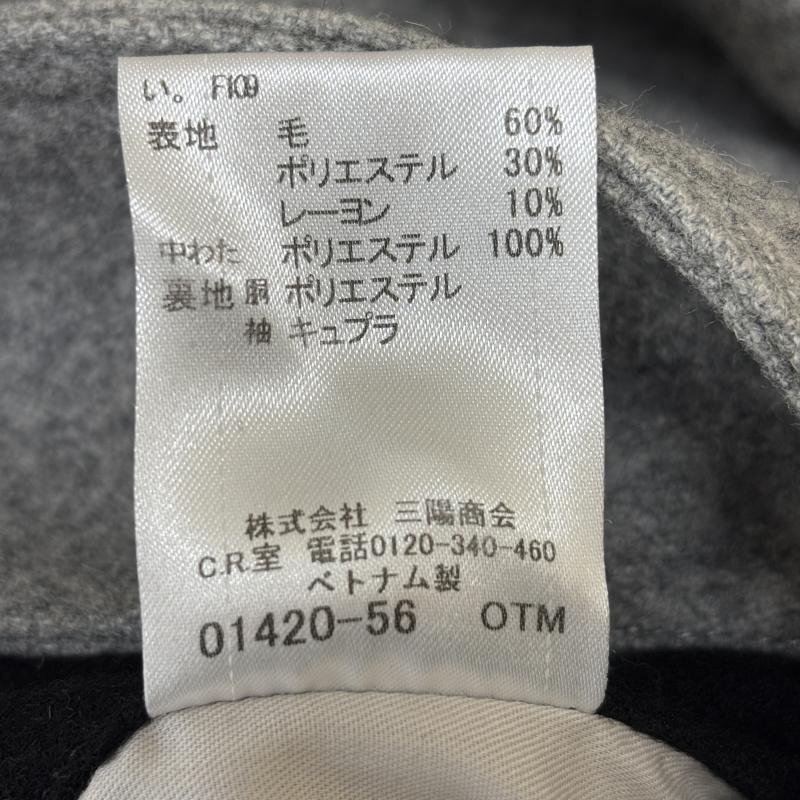 い。 F109
表地 毛 60%
ポリエステル 30%
レーヨン 10%
中わた ポリエステル 100%
裏地 胴 ポリエステル
袖 キュプラ
株式会社 三陽商会
C.R.室 電話0120-340-460
ベトナム製
01420-56 OTM